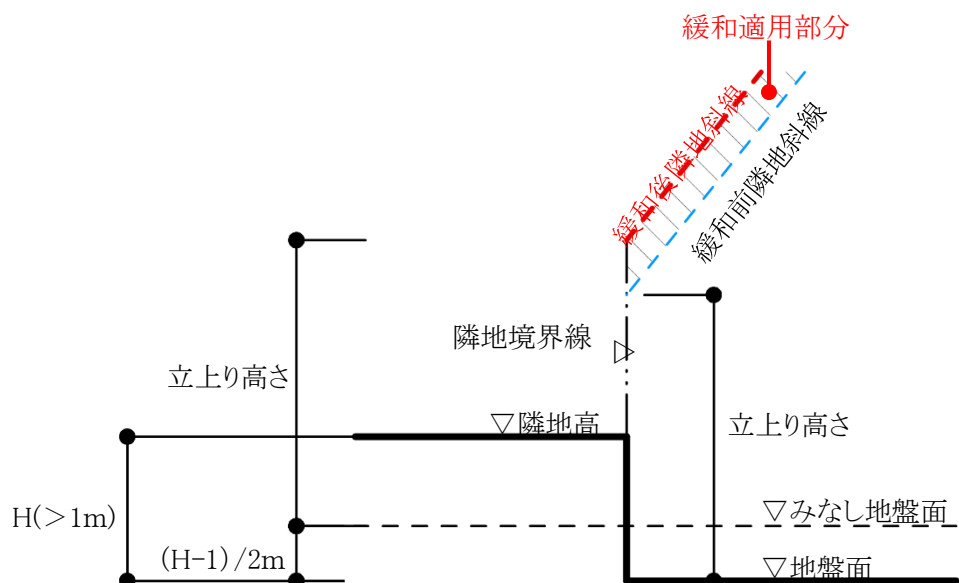 緩和適用部分
緩和後隣地斜線
緩和前隣地斜線
隣地境界線
立上り高さ
▽隣地高
立上り高さ
H(>1m)
▽みなし地盤面
(H-1)/2m
▽地盤面